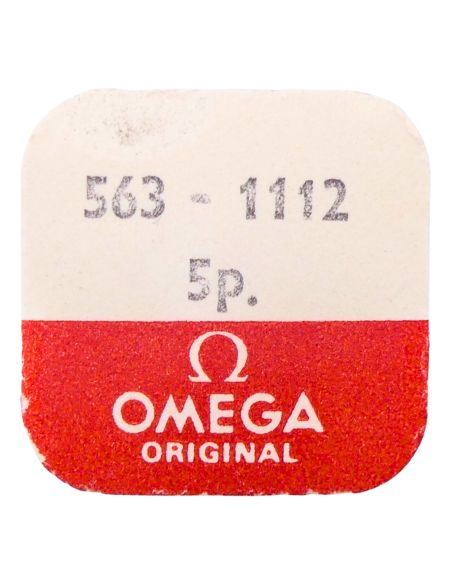 563 - 1112
5p.
Ω
OMEGA
ORIGINAL